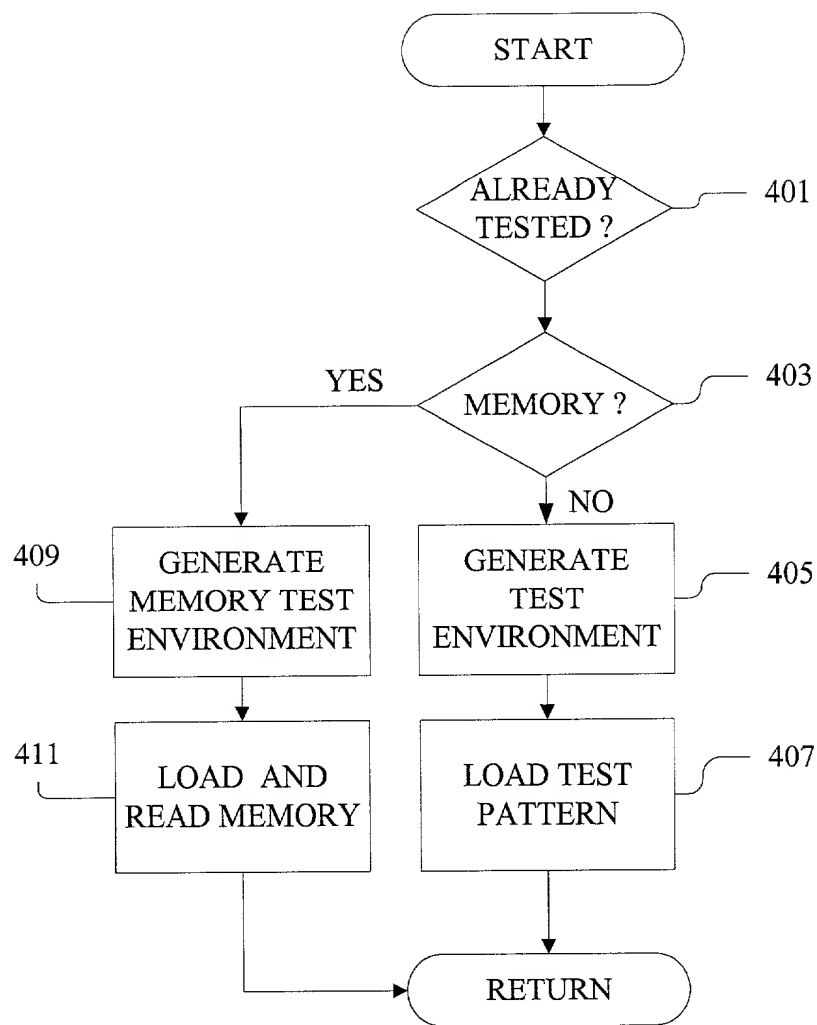 START
ALREADY
TESTED ?
401
YES
MEMORY ?
403
NO
409
GENERATE
MEMORY TEST
ENVIRONMENT
GENERATE
TEST
ENVIRONMENT
405
411
LOAD AND
READ MEMORY
LOAD TEST
PATTERN
407
RETURN